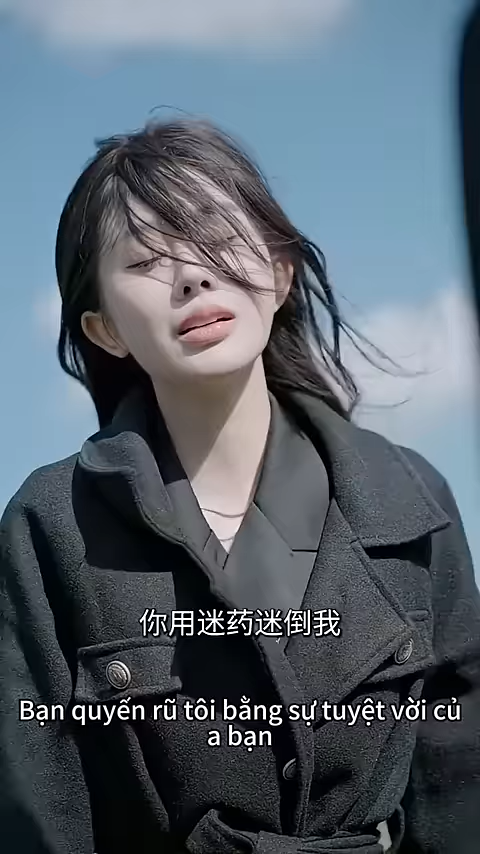 你用迷药迷倒我
Bạn quyến rũ tôi bằng sự tuyệt vời củ
a bạn